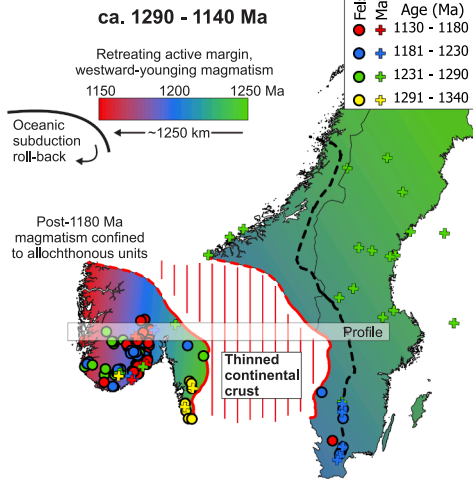 ca. 1290 - 1140 Ma
Retreating active margin,
westward-younging magmatism
1150
1250 Ma
~1250 km
Oceanic
subduction
roll-back
Post-1180 Ma
magmatism confined
to allochthonous units
Fel
Ma
Age (Ma)
1130 - 1180
1181 - 1230
1231 - 1290
1291 - 1340
Profile
Thinned
continental
crust